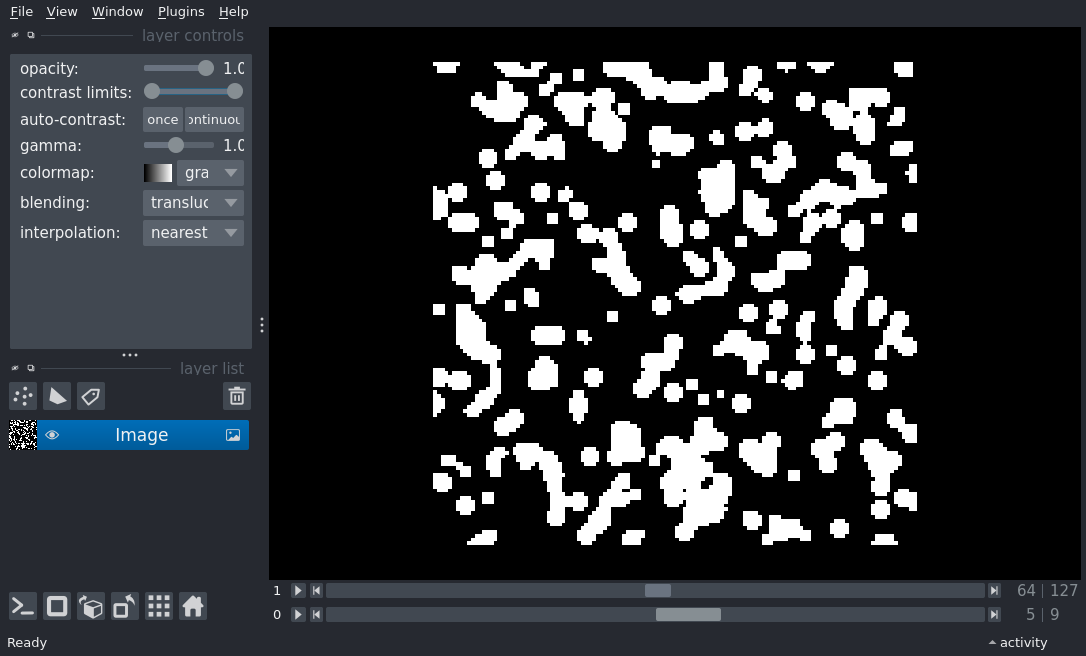 File View Window Plugins Help
layer controls
opacity: 1.0
contrast limits:
auto-contrast: once ontinuou
gamma: 1.0
colormap: gra
blending: transluc
interpolation: nearest
layer list
Image
1 64 127
0 5 9
Ready activity